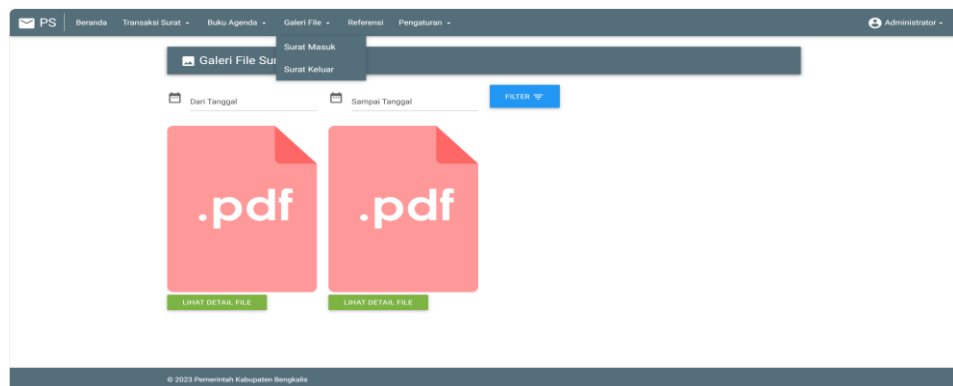 PS Beranda Transaksi Surat Buku Agenda Galeri File Referensi Pengaturan Administrator
Surat Masuk
Surat Keluar
Galeri File Sur
Dari Tanggal Sampai Tanggal FILTER
.pdf .pdf
LIHAT DETAIL FILE LIHAT DETAIL FILE
© 2023 Pemerintah Kabupaten Bengkalis